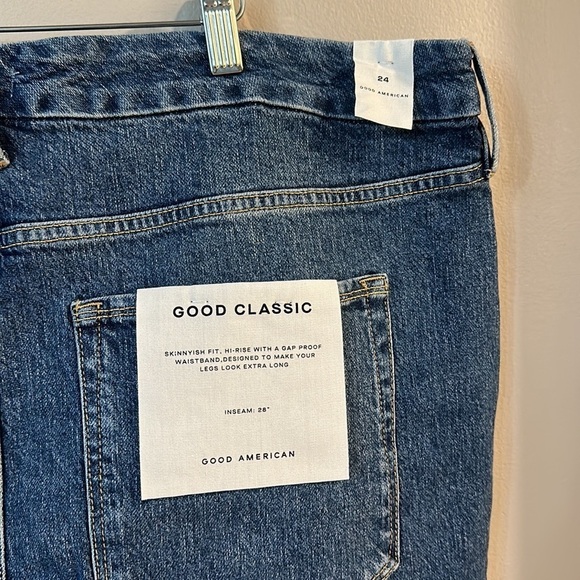 24
GOOD AMERICAN
GOOD CLASSIC
SKINNYISH FIT, HI-RISE WITH A GAP PROOF
WAISTBAND,DESIGNED TO MAKE YOUR
LEGS LOOK EXTRA LONG
INSEAM: 28"
GOOD AMERICAN